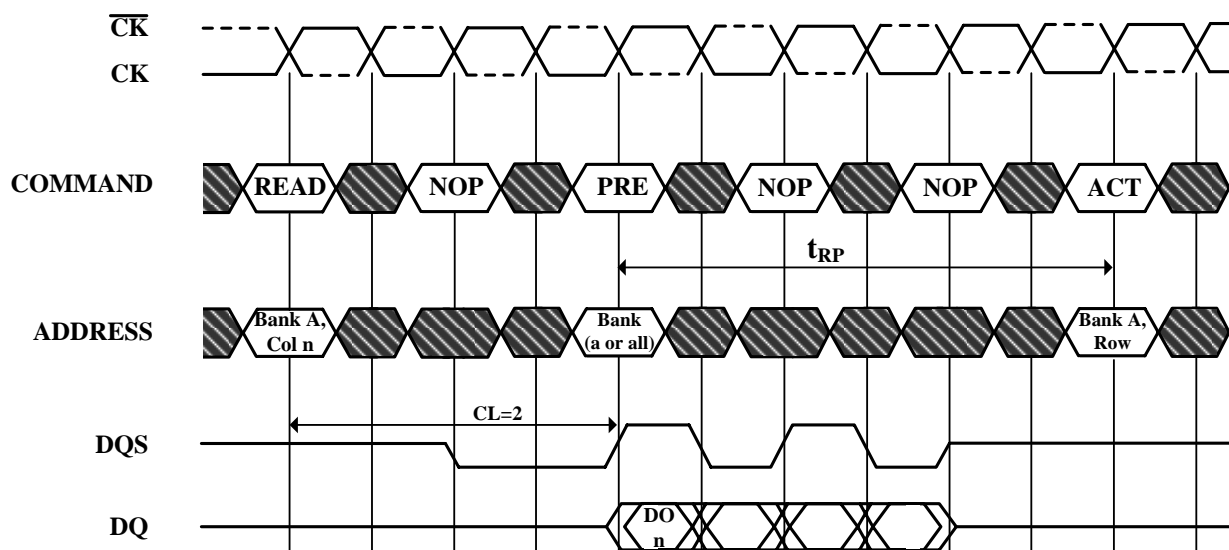 CK
CK
COMMAND
READ NOP PRE NOP NOP ACT
tRP
ADDRESS
Bank A,
Col n
Bank
(a or all)
Bank A,
Row
CL=2
DQS
DQ
DO
n